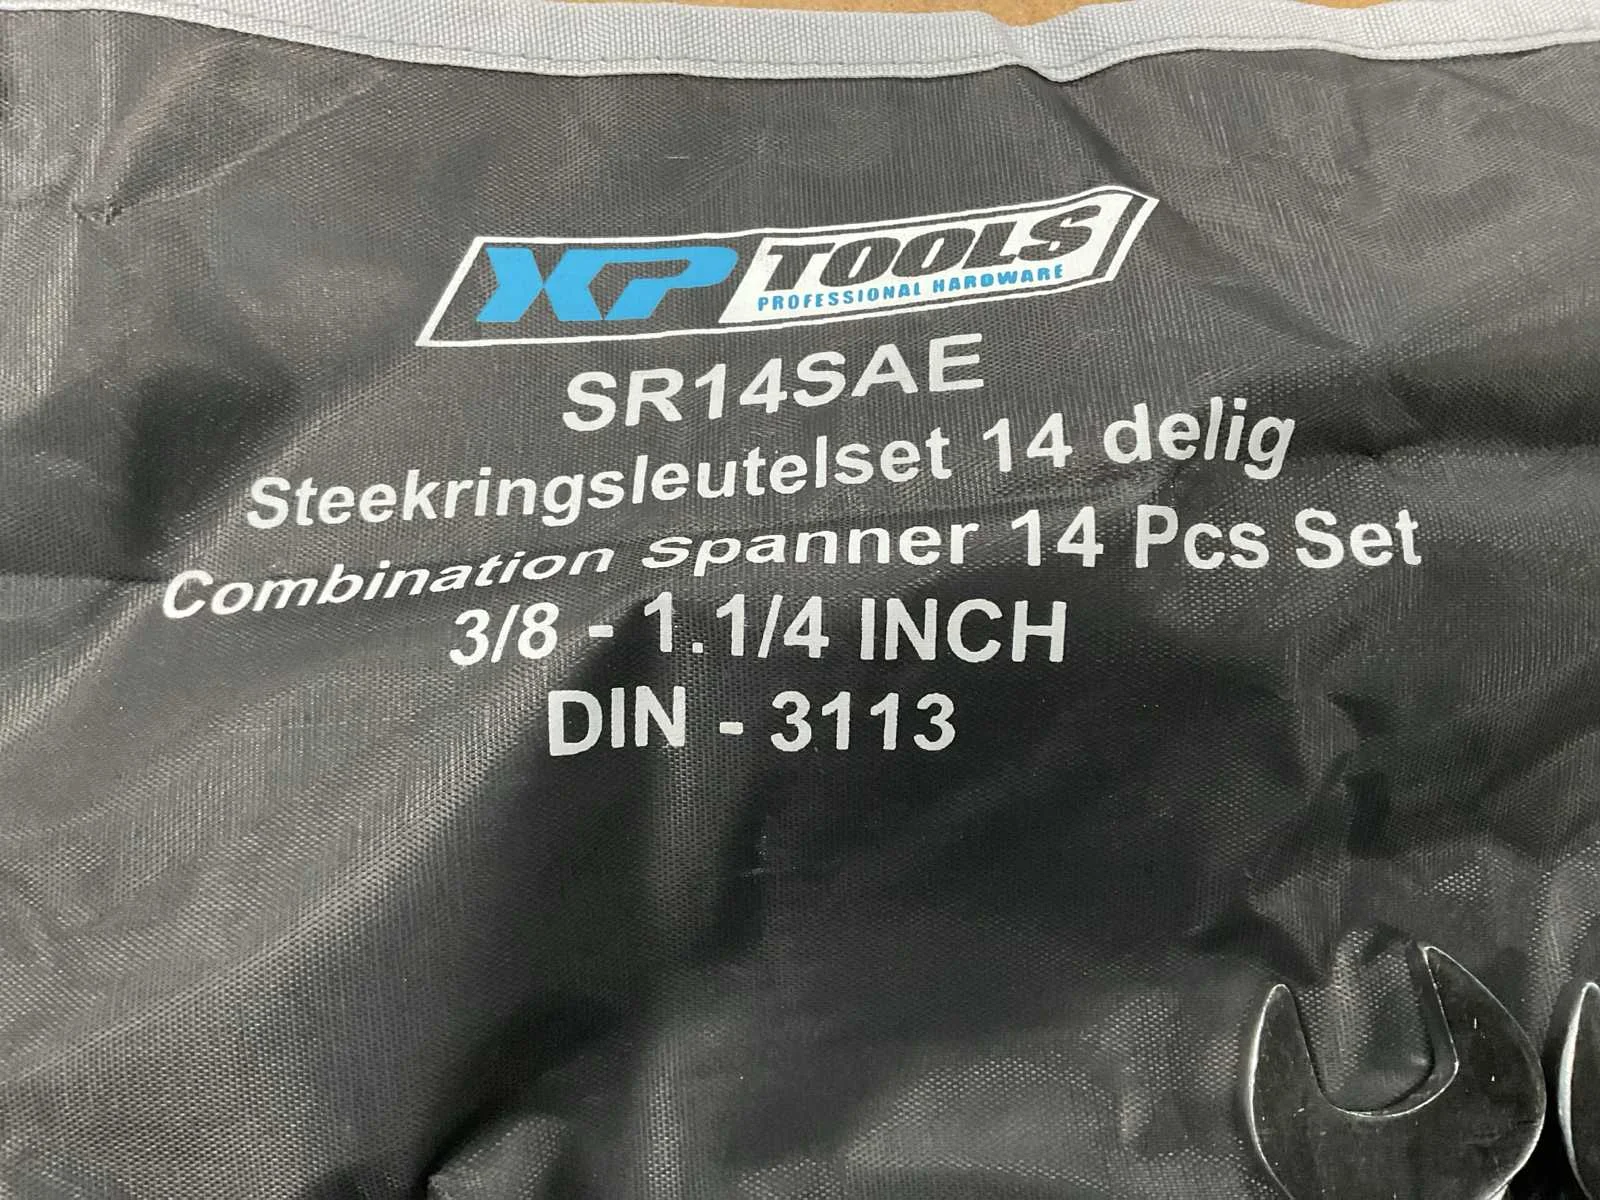 XP TOOLS
PROFESSIONAL HARDWARE
SR14SAE
Steekringsleutelset 14 delig
Combination Spanner 14 Pcs Set
3/8 - 1.1/4 INCH
DIN - 3113